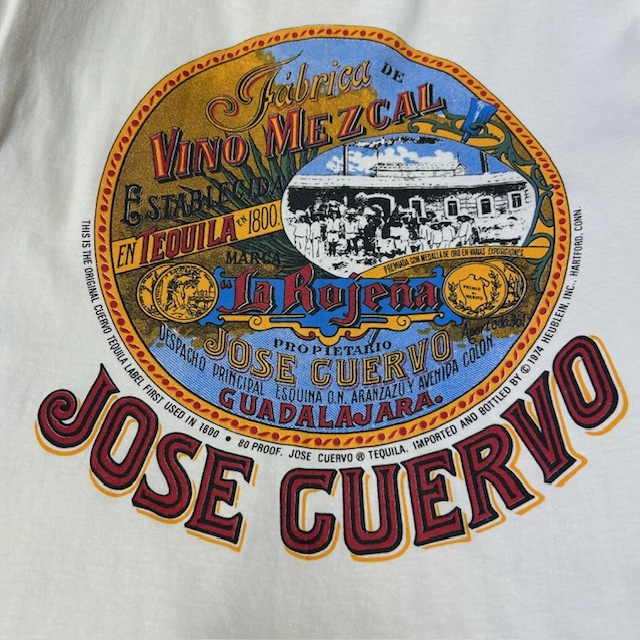 Fábrica DE
VINO MEZCAL
ESTABLECIDA
EN TEQUILA EN 1800.
PREMIADA CON MEDALLA DE ORO EN VARIAS EXPOSICIONES
MARCA
"La Rojeña
PREMIO
A
MERITO
PROPIETARIO
JOSE CUERVO
DESPACHO PRINCIPAL ESQUINA O.N. ARANZAZU Y AVENIDA COLON
GUADALAJARA.
THIS IS THE ORIGINAL CUERVO TEQUILA LABEL FIRST USED IN 1800 • 80 PROOF. JOSE CUERVO ® TEQUILA. IMPORTED AND BOTTLED BY © 1974 HEUBLEIN, INC., HARTFORD, CONN.
JOSE CUERVO